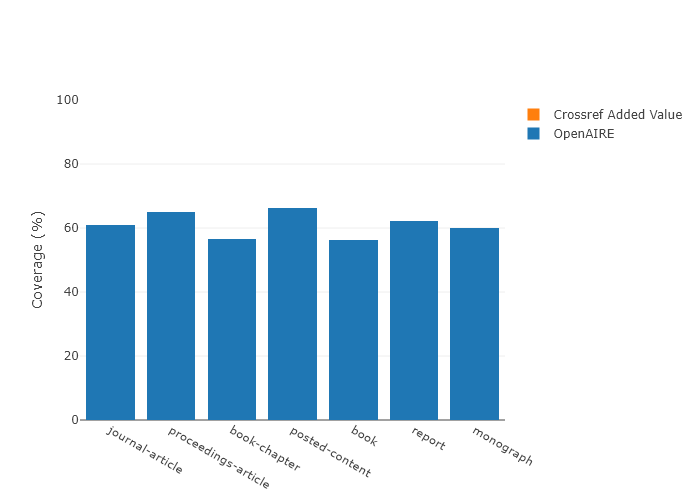 100
80
60
40
20
0
Coverage (%)
journal-article
proceedings-article
book-chapter
posted-content
book
report
monograph
Crossref Added Value
OpenAIRE